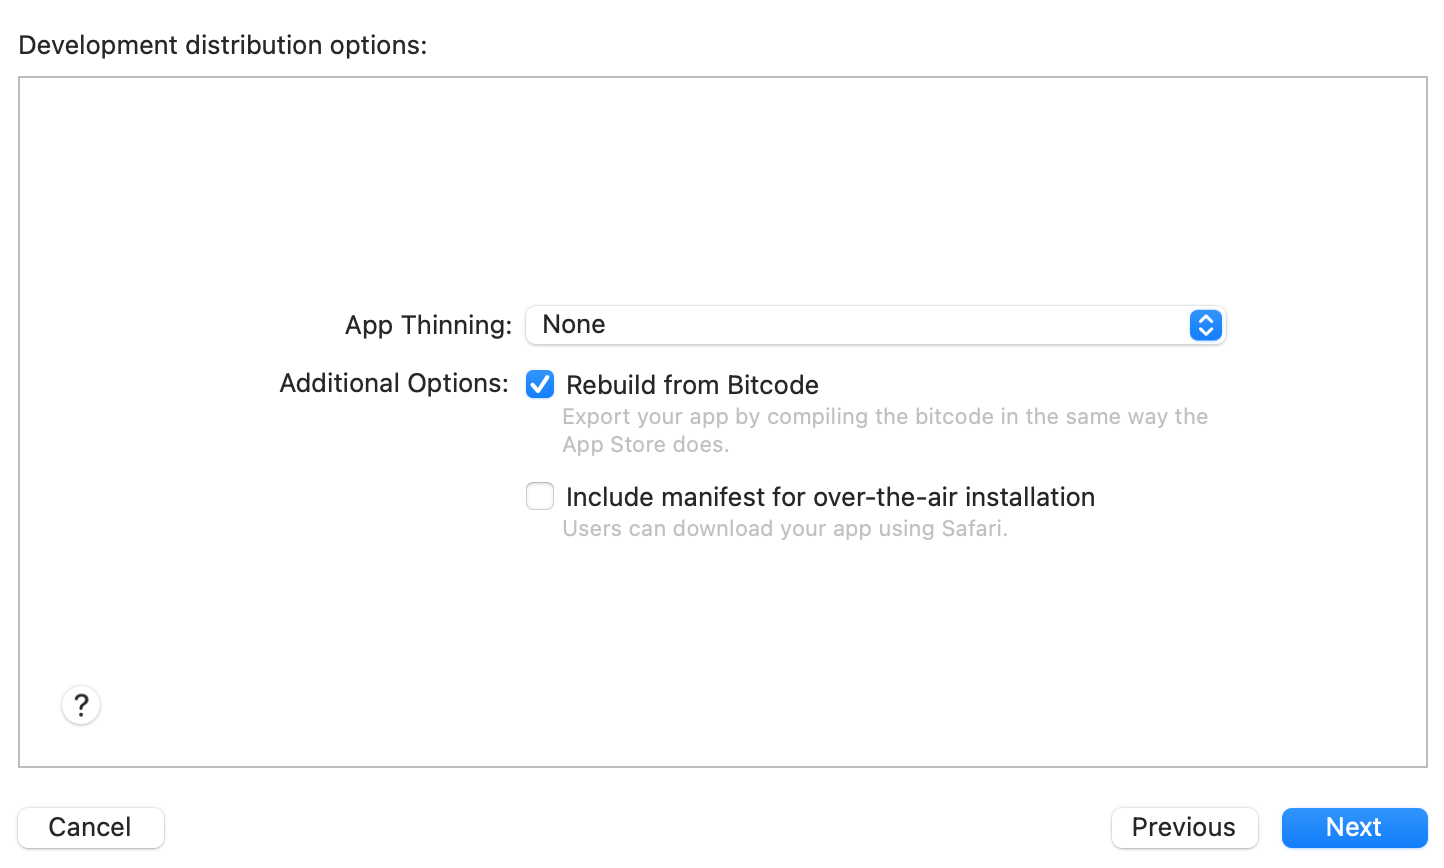 Development distribution options:
App Thinning: None
Additional Options: Rebuild from Bitcode
Export your app by compiling the bitcode in the same way the
App Store does.
Include manifest for over-the-air installation
Users can download your app using Safari.
?
Cancel Previous Next